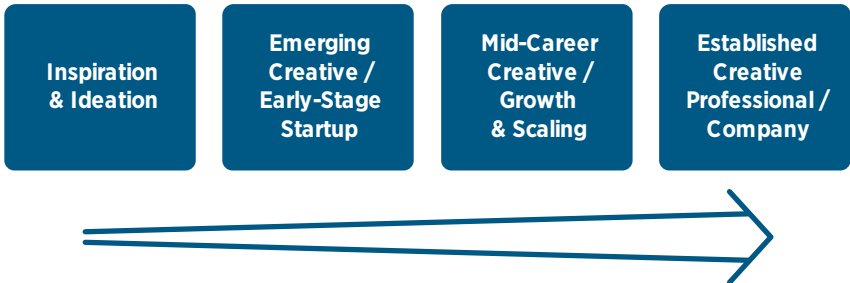 Inspiration
& Ideation
Emerging
Creative /
Early-Stage
Startup
Mid-Career
Creative /
Growth
& Scaling
Established
Creative
Professional /
Company